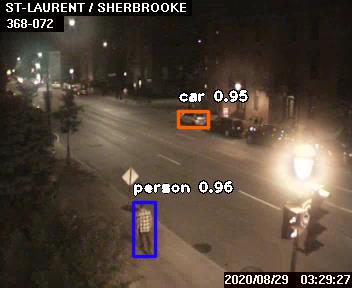 ST-LAURENT / SHERBROOKE
368-072
car 0.95
person 0.96
2020/08/29 03:29:27